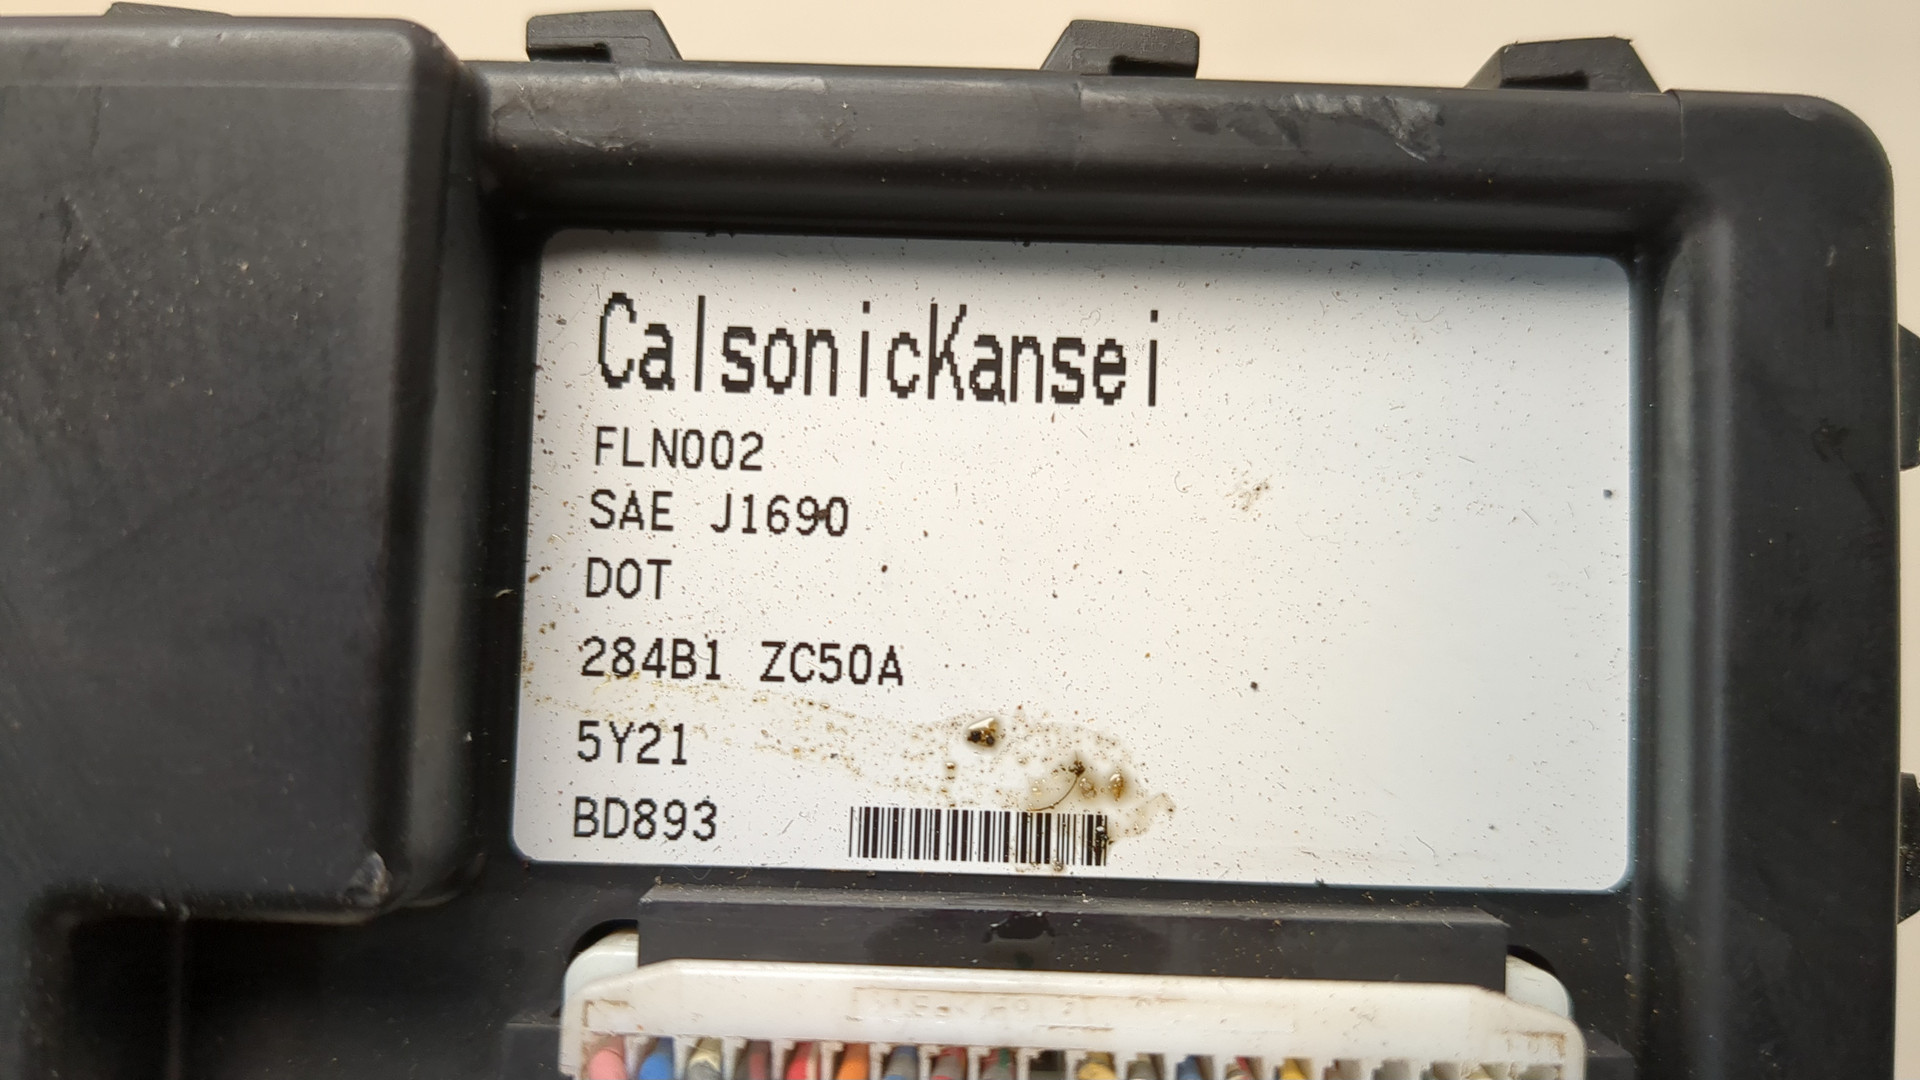 CalsonicKansei
FLN002
SAE J1690
DOT
284B1 ZC50A
5Y21
BD893